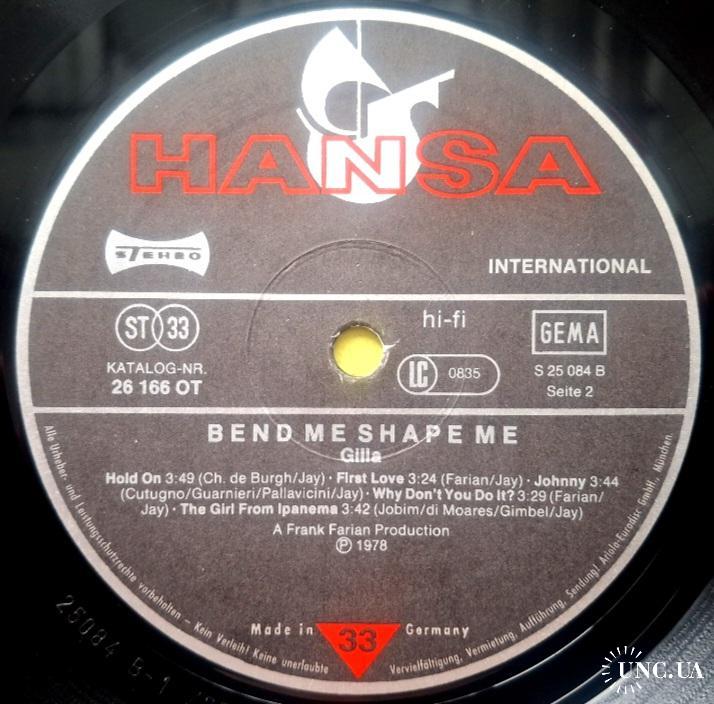 HANSA
STEREO
INTERNATIONAL
ST 33
hi-fi
GEMA
KATALOG-NR.
26 166 OT
LC 0835
S 25 084 B
Seite 2
BEND ME SHAPE ME
Gilla
Hold On 3:49 (Ch. de Burgh/Jay) · First Love 3:24 (Farian/Jay) · Johnny 3:44
(Cutugno/Guarnieri/Pallavicini/Jay) · Why Don't You Do it? 3:29 (Farian/
Jay) · The Girl From Ipanema 3:42 (Jobim/di Moares/Gimbel/Jay)
A Frank Farian Production
Ⓟ 1978
Made in 33 Germany
Alle Urheber- und Leistungsschutzrechte vorbehalten – Kein Verleih! Keine unerlaubte Vervielfältigung, Vermietung, Aufführung, Sendung! Ariola-Eurodisc GmbH., München.
25084 B-1
UNC.UA